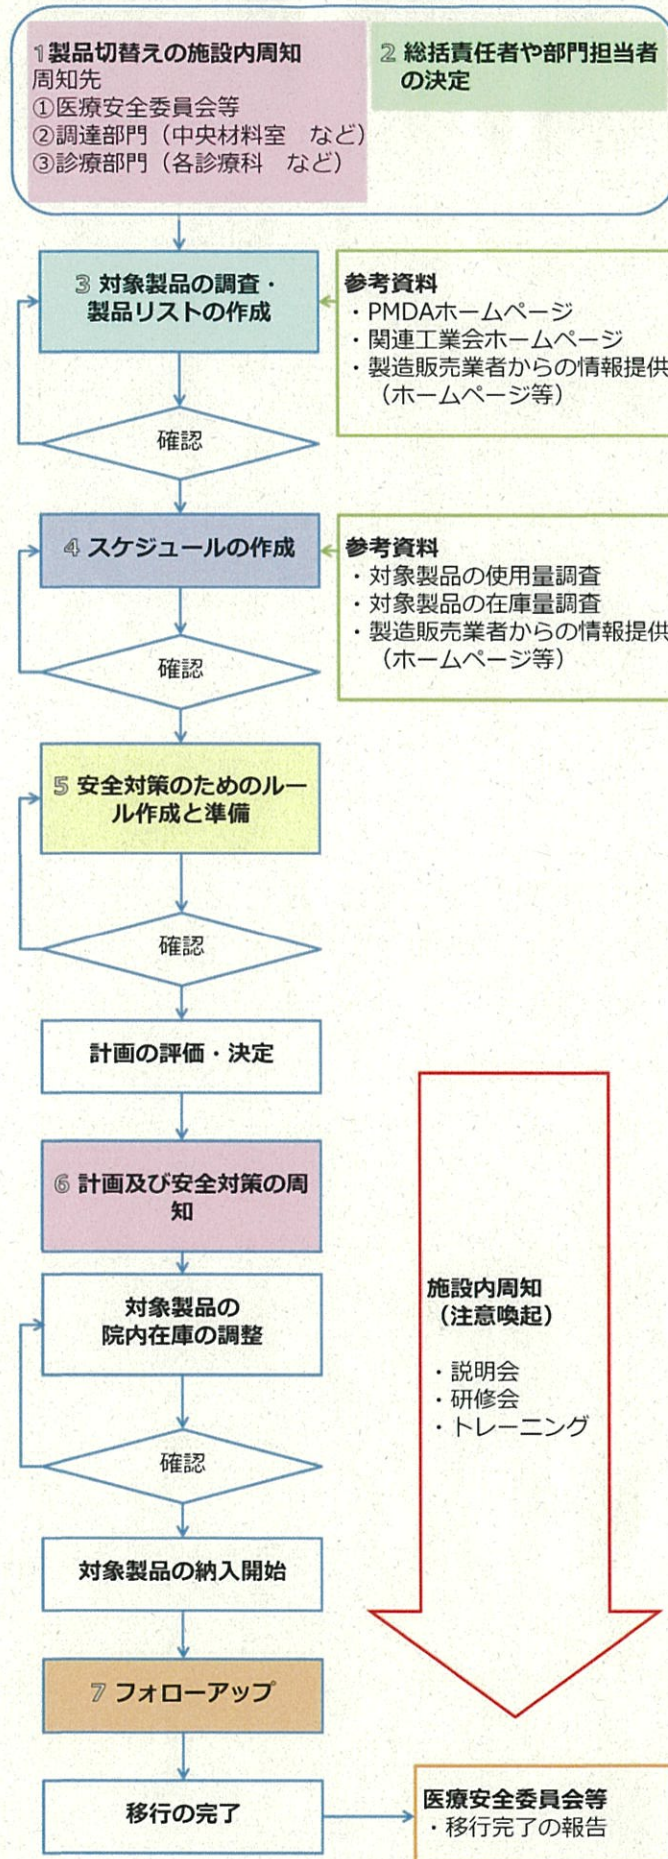 1製品切替えの施設内周知
周知先
①医療安全委員会等
②調達部門（中央材料室　など）
③診療部門（各診療科　など）
2 総括責任者や部門担当者
の決定
3 対象製品の調査・
製品リストの作成
参考資料
・PMDAホームページ
・関連工業会ホームページ
・製造販売業者からの情報提供
（ホームページ等）
確認
4 スケジュールの作成
参考資料
・対象製品の使用量調査
・対象製品の在庫量調査
・製造販売業者からの情報提供
（ホームページ等）
確認
5 安全対策のためのルー
ル作成と準備
確認
計画の評価・決定
6 計画及び安全対策の周
知
対象製品の
院内在庫の調整
確認
対象製品の納入開始
7 フォローアップ
移行の完了
施設内周知
（注意喚起）
・説明会
・研修会
・トレーニング
医療安全委員会等
・移行完了の報告